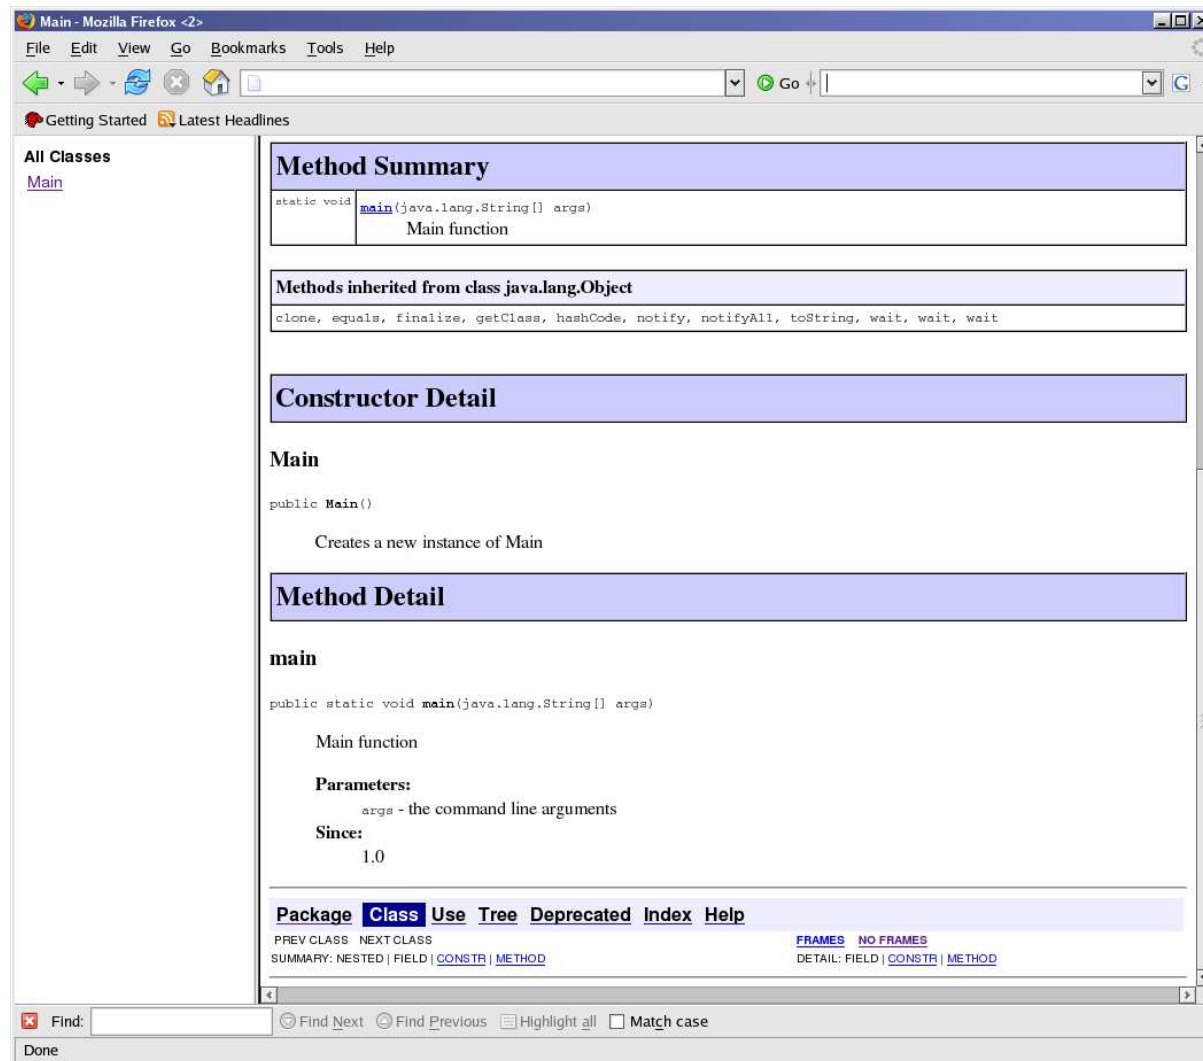 Main - Mozilla Firefox <2>
File Edit View Go Bookmarks Tools Help
Go
G
Getting Started Latest Headlines
All Classes
Main
Method Summary
static void main(java.lang.String[] args)
Main function
Methods inherited from class java.lang.Object
clone, equals, finalize, getClass, hashCode, notify, notifyAll, toString, wait, wait, wait
Constructor Detail
Main
public Main()
Creates a new instance of Main
Method Detail
main
public static void main(java.lang.String[] args)
Main function
Parameters:
args - the command line arguments
Since:
1.0
Package Class Use Tree Deprecated Index Help
PREV CLASS NEXT CLASS FRAMES NO FRAMES
SUMMARY: NESTED | FIELD | CONSTR | METHOD DETAIL: FIELD | CONSTR | METHOD
Find: Find Next Find Previous Highlight all Match case
Done